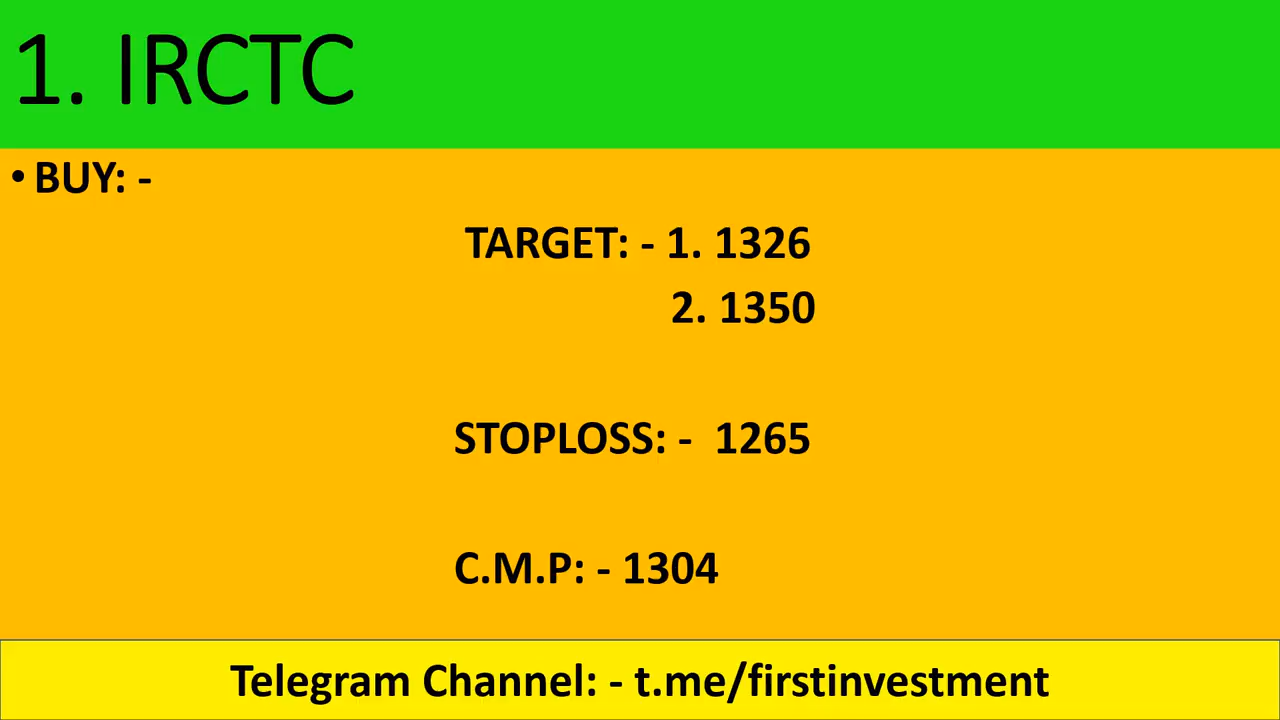 1. IRCTC
• BUY: -
TARGET: - 1. 1326
2. 1350
STOPLOSS: - 1265
C.M.P: - 1304
Telegram Channel: - t.me/firstinvestment